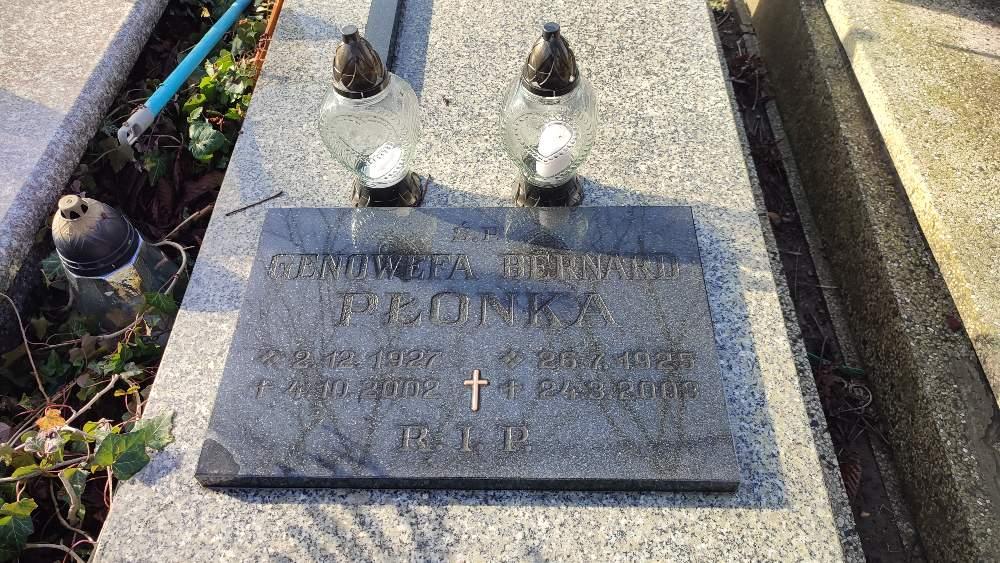 Ś.P.
GENOWEFA BERNARD
PŁONKA
* 2.12.1927 * 26.7.1925
† 4.10.2002 † 24.3.2003
R I P